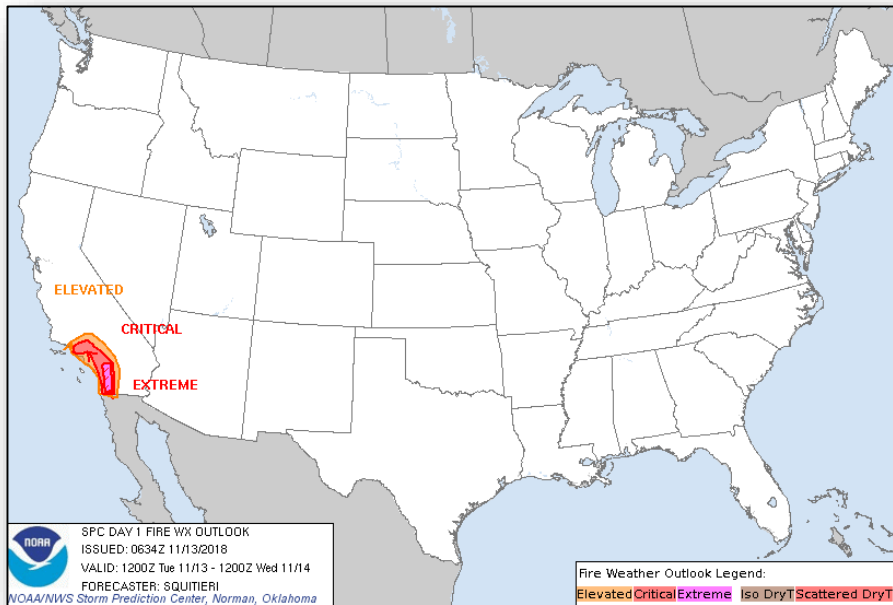 ELEVATED
CRITICAL
EXTREME
NOAA
SPC DAY 1 FIRE WX OUTLOOK
ISSUED: 0634Z 11/13/2018
VALID: 1200Z Tue 11/13 - 1200Z Wed 11/14
FORECASTER: SQUITIERI
NOAA/NWS Storm Prediction Center, Norman, Oklahoma
Fire Weather Outlook Legend:
Elevated Critical Extreme Iso DryT Scattered DryT